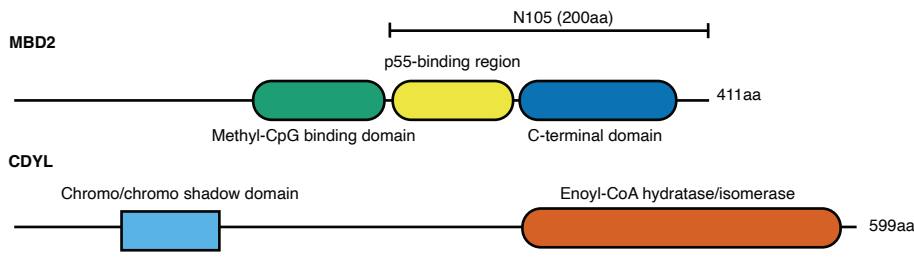 N105 (200aa)
MBD2
p55-binding region
411aa
Methyl-CpG binding domain
C-terminal domain
CDYL
Chromo/chromo shadow domain
Enoyl-CoA hydratase/isomerase
599aa